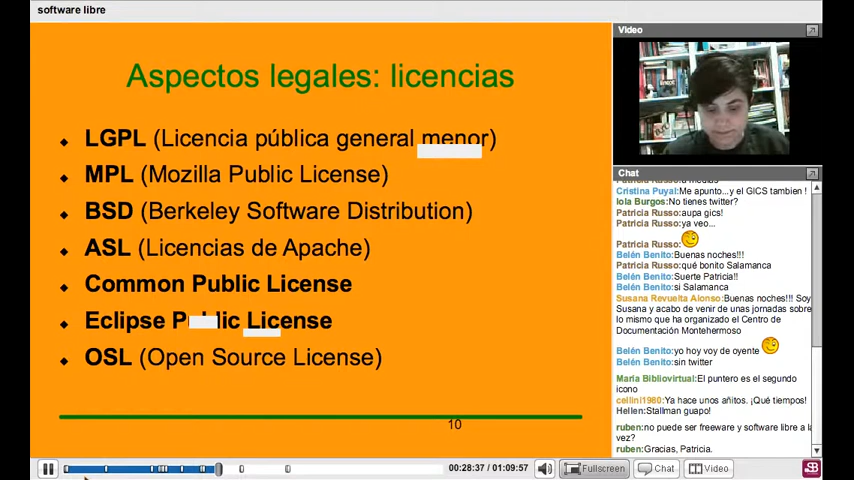 software libre
Aspectos legales: licencias
LGPL (Licencia pública general menor)
MPL (Mozilla Public License)
BSD (Berkeley Software Distribution)
ASL (Licencias de Apache)
Common Public License
Eclipse Public License
OSL (Open Source License)
10
00:28:37 / 01:09:57
Fullscreen
Chat
Video
Video
Chat
Cristina Puyal:Me apunto...y el GICS tambien !
lola Burgos:No tienes twitter?
Patricia Russo:aupa gics!
Patricia Russo:ya veo...
Patricia Russo:
Belén Benito:Buenas noches!!!
Patricia Russo:qué bonito Salamanca
Belén Benito:Suerte Patricia!!
Belén Benito:si Salamanca
Susana Revuelta Alonso:Buenas noches!!! Soy
Susana y acabo de venir de unas jornadas sobre
lo mismo que ha organizado el Centro de
Documentación Montehermoso
Belén Benito:yo hoy voy de oyente
Belén Benito:sin twitter
Maria Bibliovirtual:El puntero es el segundo
icono
cellini1980:Ya hace unos añitos. ¡Qué tiempos!
Hellen:Stallman guapo!
ruben:no puede ser freeware y software libre a la
vez?
ruben:Gracias, Patricia.